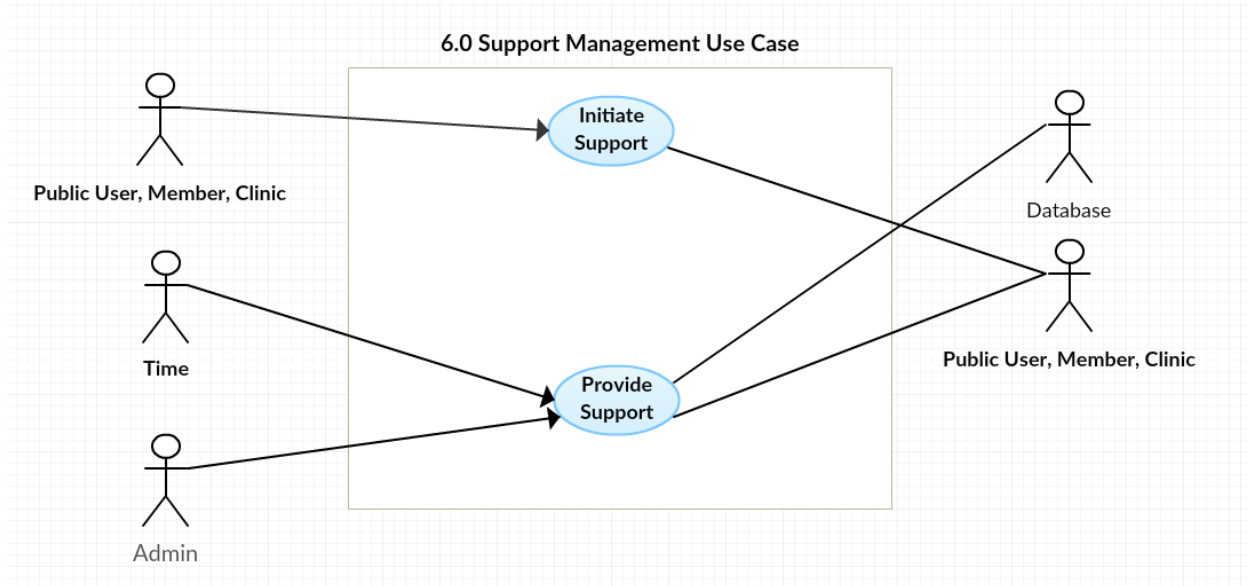 6.0 Support Management Use Case
Initiate
Support
Public User, Member, Clinic
Database
Time
Public User, Member, Clinic
Provide
Support
Admin